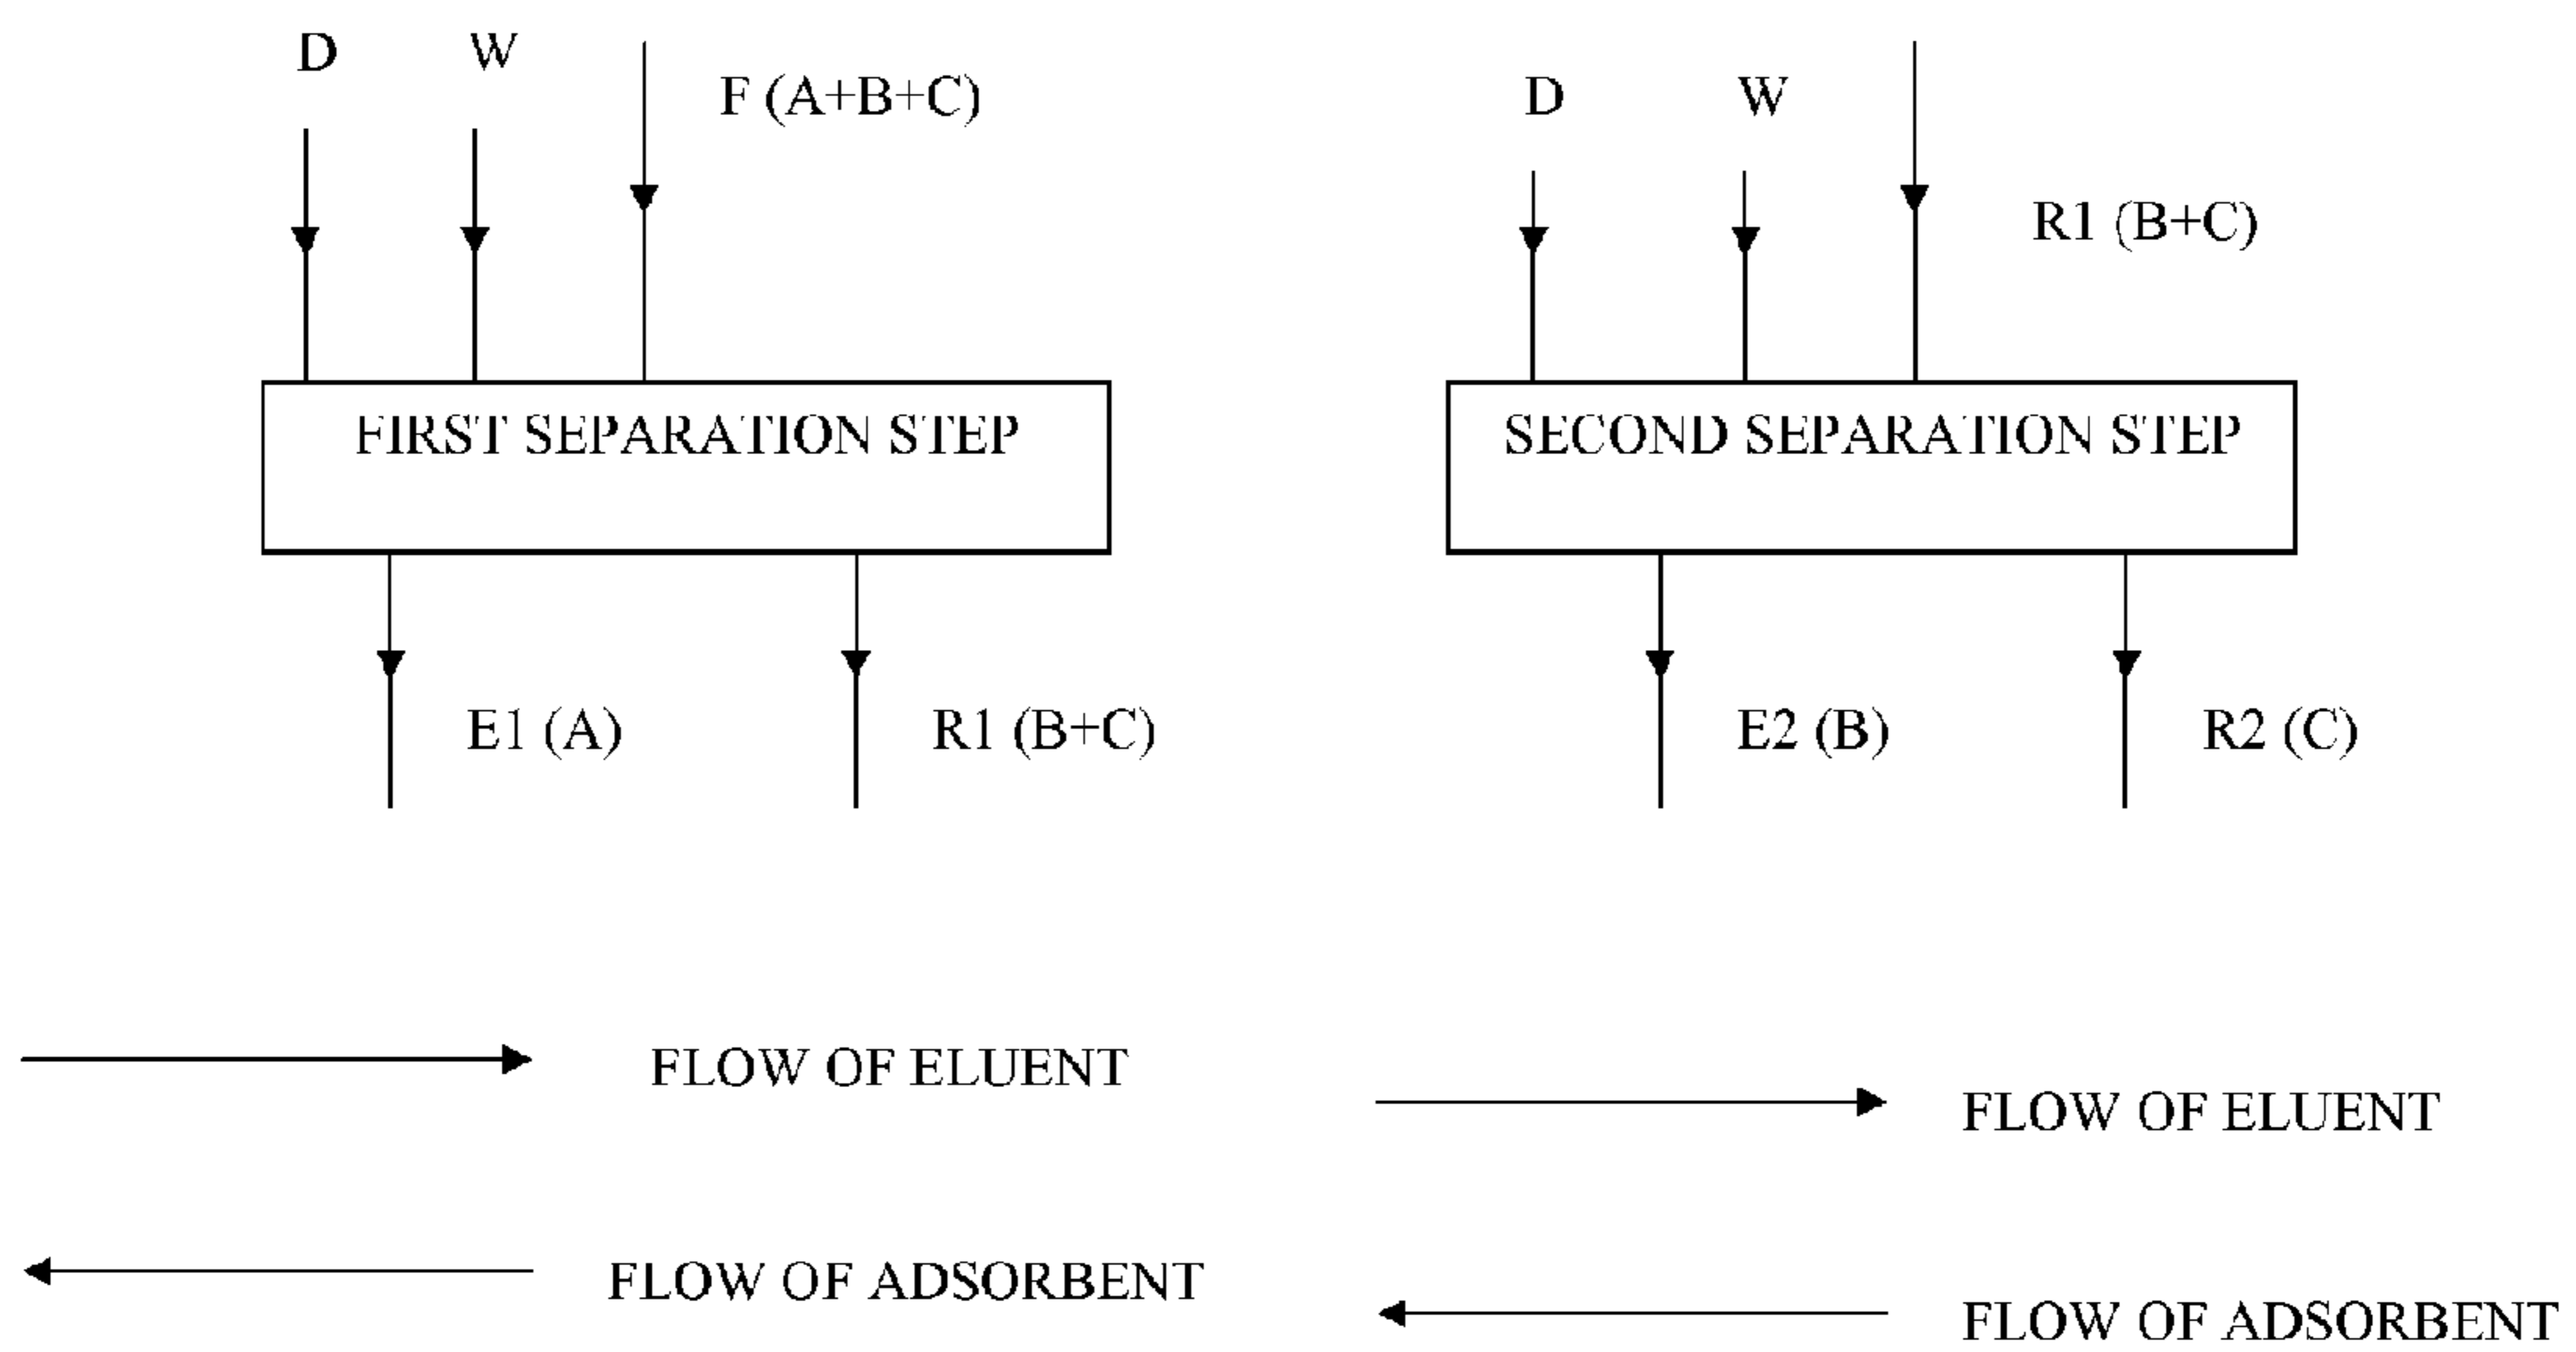 D
W
F (A+B+C)
FIRST SEPARATION STEP
E1 (A)
R1 (B+C)
FLOW OF ELUENT
FLOW OF ADSORBENT
D
W
R1 (B+C)
SECOND SEPARATION STEP
E2 (B)
R2 (C)
FLOW OF ELUENT
FLOW OF ADSORBENT